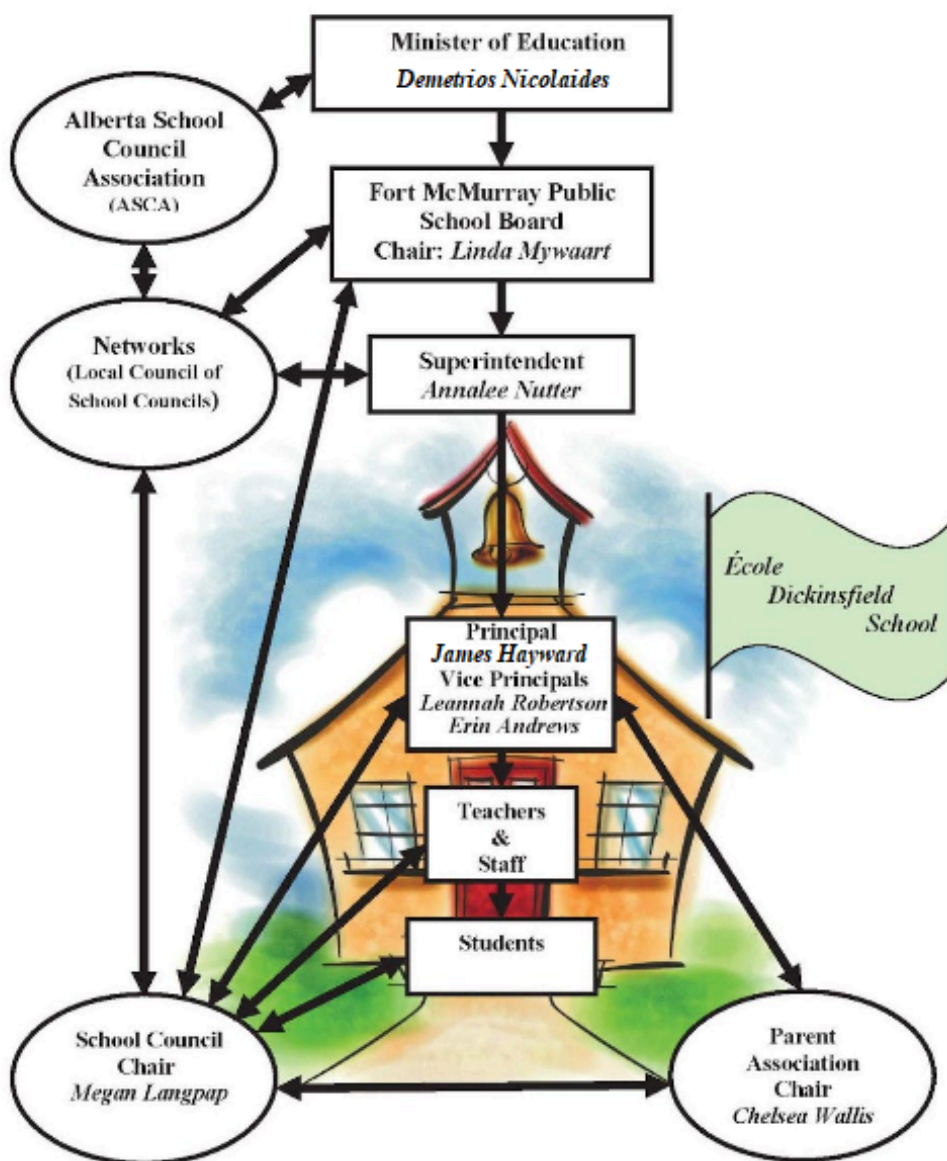 Minister of Education
Demetrios Nicolaides
Alberta School
Council
Association
(ASCA)
Fort McMurray Public
School Board
Chair: Linda Mywaart
Networks
(Local Council of
School Councils)
Superintendent
Annalee Nutter
École
Dickinsfield
School
Principal
James Hayward
Vice Principals
Leannah Robertson
Erin Andrews
Teachers
&
Staff
Students
School Council
Chair
Megan Langpap
Parent
Association
Chair
Chelsea Wallis